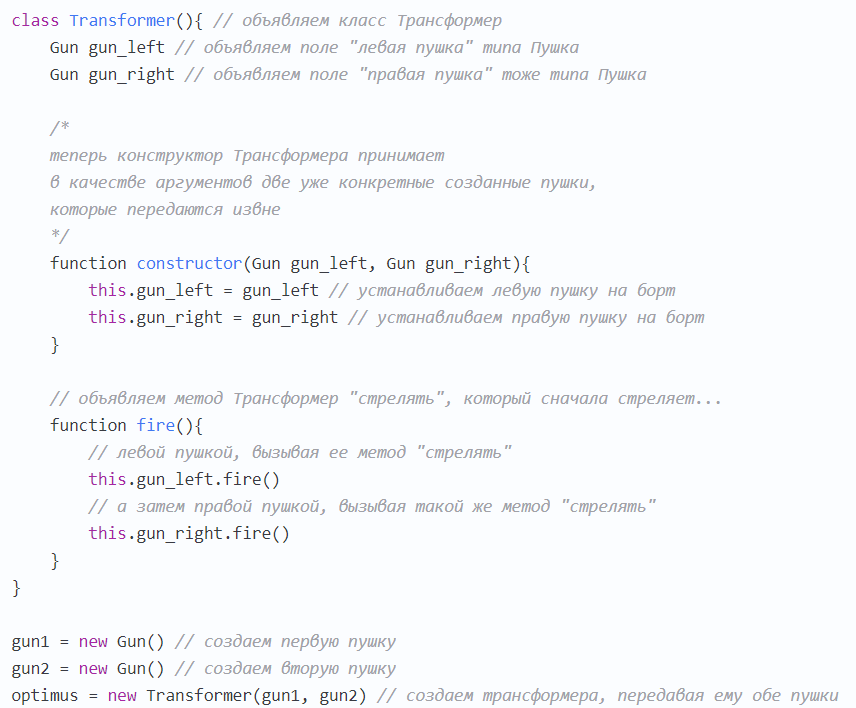 class Transformer(){ // объявляем класс Трансформер
    Gun gun_left // объявляем поле "левая пушка" типа Пушка
    Gun gun_right // объявляем поле "правая пушка" тоже типа Пушка

    /*
    теперь конструктор Трансформера принимает
    в качестве аргументов две уже конкретные созданные пушки,
    которые передаются извне
    */
    function constructor(Gun gun_left, Gun gun_right){
        this.gun_left = gun_left // устанавливаем левую пушку на борт
        this.gun_right = gun_right // устанавливаем правую пушку на борт
    }

    // объявляем метод Трансформер "стрелять", который сначала стреляет...
    function fire(){
        // левой пушкой, вызывая ее метод "стрелять"
        this.gun_left.fire()
        // а затем правой пушкой, вызывая такой же метод "стрелять"
        this.gun_right.fire()
    }
}

gun1 = new Gun() // создаем первую пушку
gun2 = new Gun() // создаем вторую пушку
optimus = new Transformer(gun1, gun2) // создаем трансформера, передавая ему обе пушки